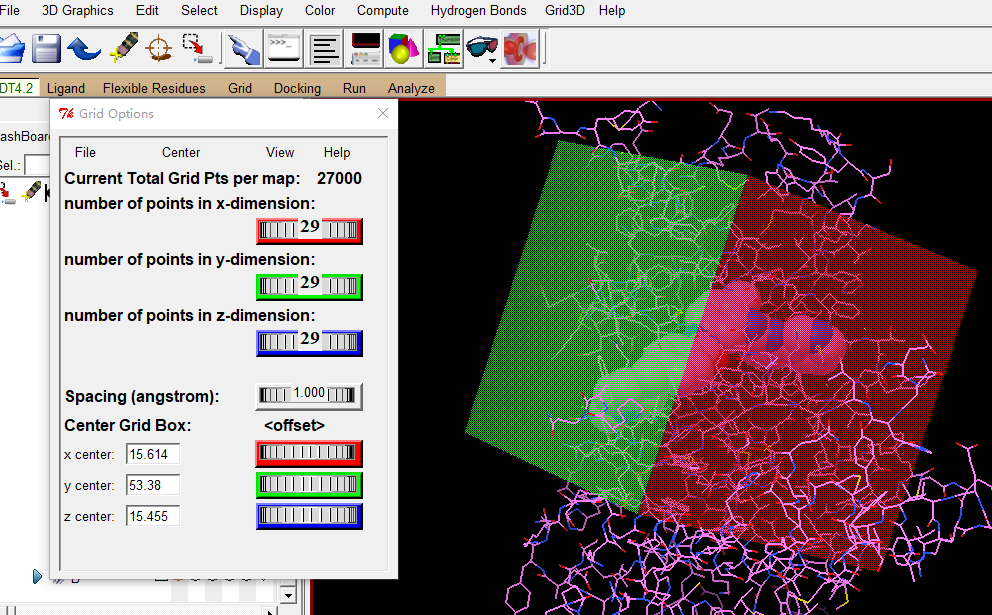 File 3D Graphics Edit Select Display Color Compute Hydrogen Bonds Grid3D Help
>>>_
DT4.2 Ligand Flexible Residues Grid Docking Run Analyze
Grid Options
ashBoar
Sel.:
File Center View Help
Current Total Grid Pts per map: 27000
number of points in x-dimension:
29
number of points in y-dimension:
29
number of points in z-dimension:
29
Spacing (angstrom): 1.000
Center Grid Box: <offset>
x center: 15.614
y center: 53.38
z center: 15.455